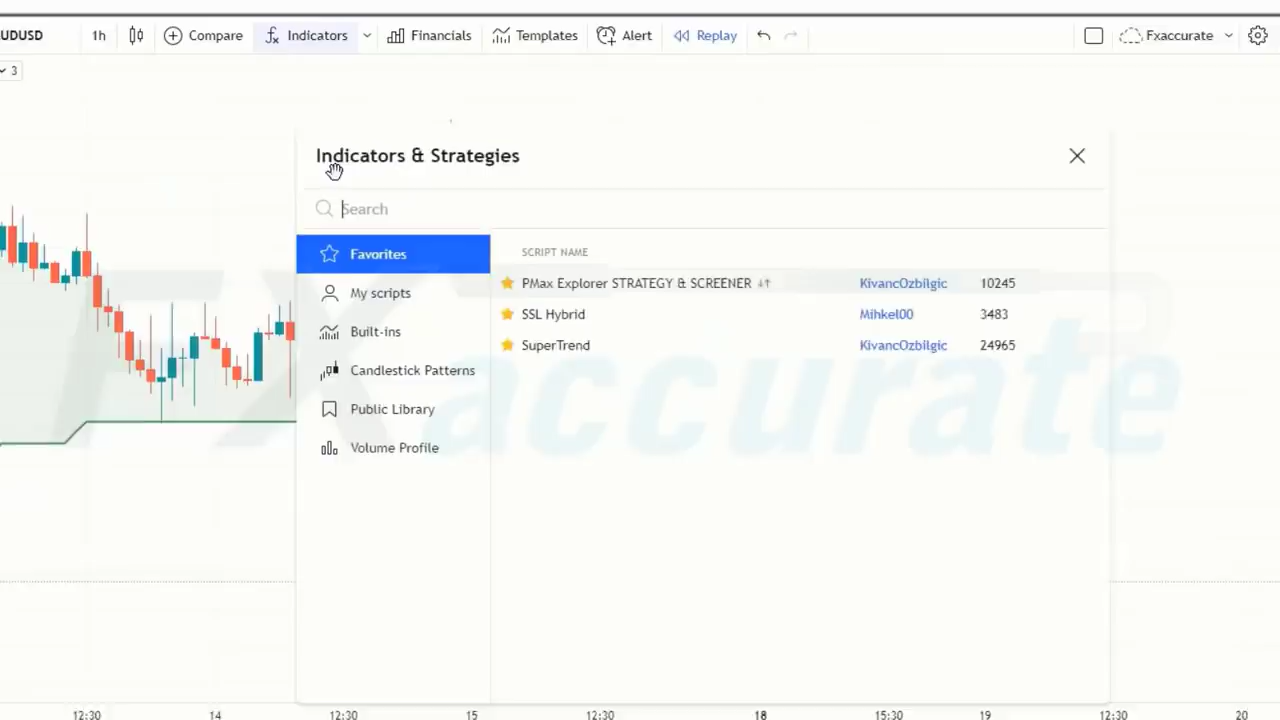 UDUSD 1h Compare Indicators Financials Templates Alert Replay Fxaccurate
3
Indicators & Strategies
Search
Favorites
My scripts
Built-ins
Candlestick Patterns
Public Library
Volume Profile
SCRIPT NAME
PMax Explorer STRATEGY & SCREENER KivancOzbilgic 10245
SSL Hybrid Mihkel00 3483
SuperTrend KivancOzbilgic 24965
FXaccurate
12:30 14 12:30 15 12:30 18 15:30 19 12:30 20